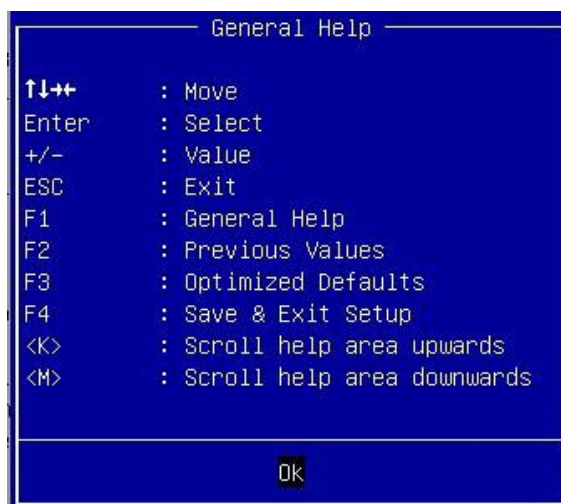 General Help
↑↓→← : Move
Enter : Select
+/- : Value
ESC : Exit
F1 : General Help
F2 : Previous Values
F3 : Optimized Defaults
F4 : Save & Exit Setup
<K> : Scroll help area upwards
<M> : Scroll help area downwards
Ok